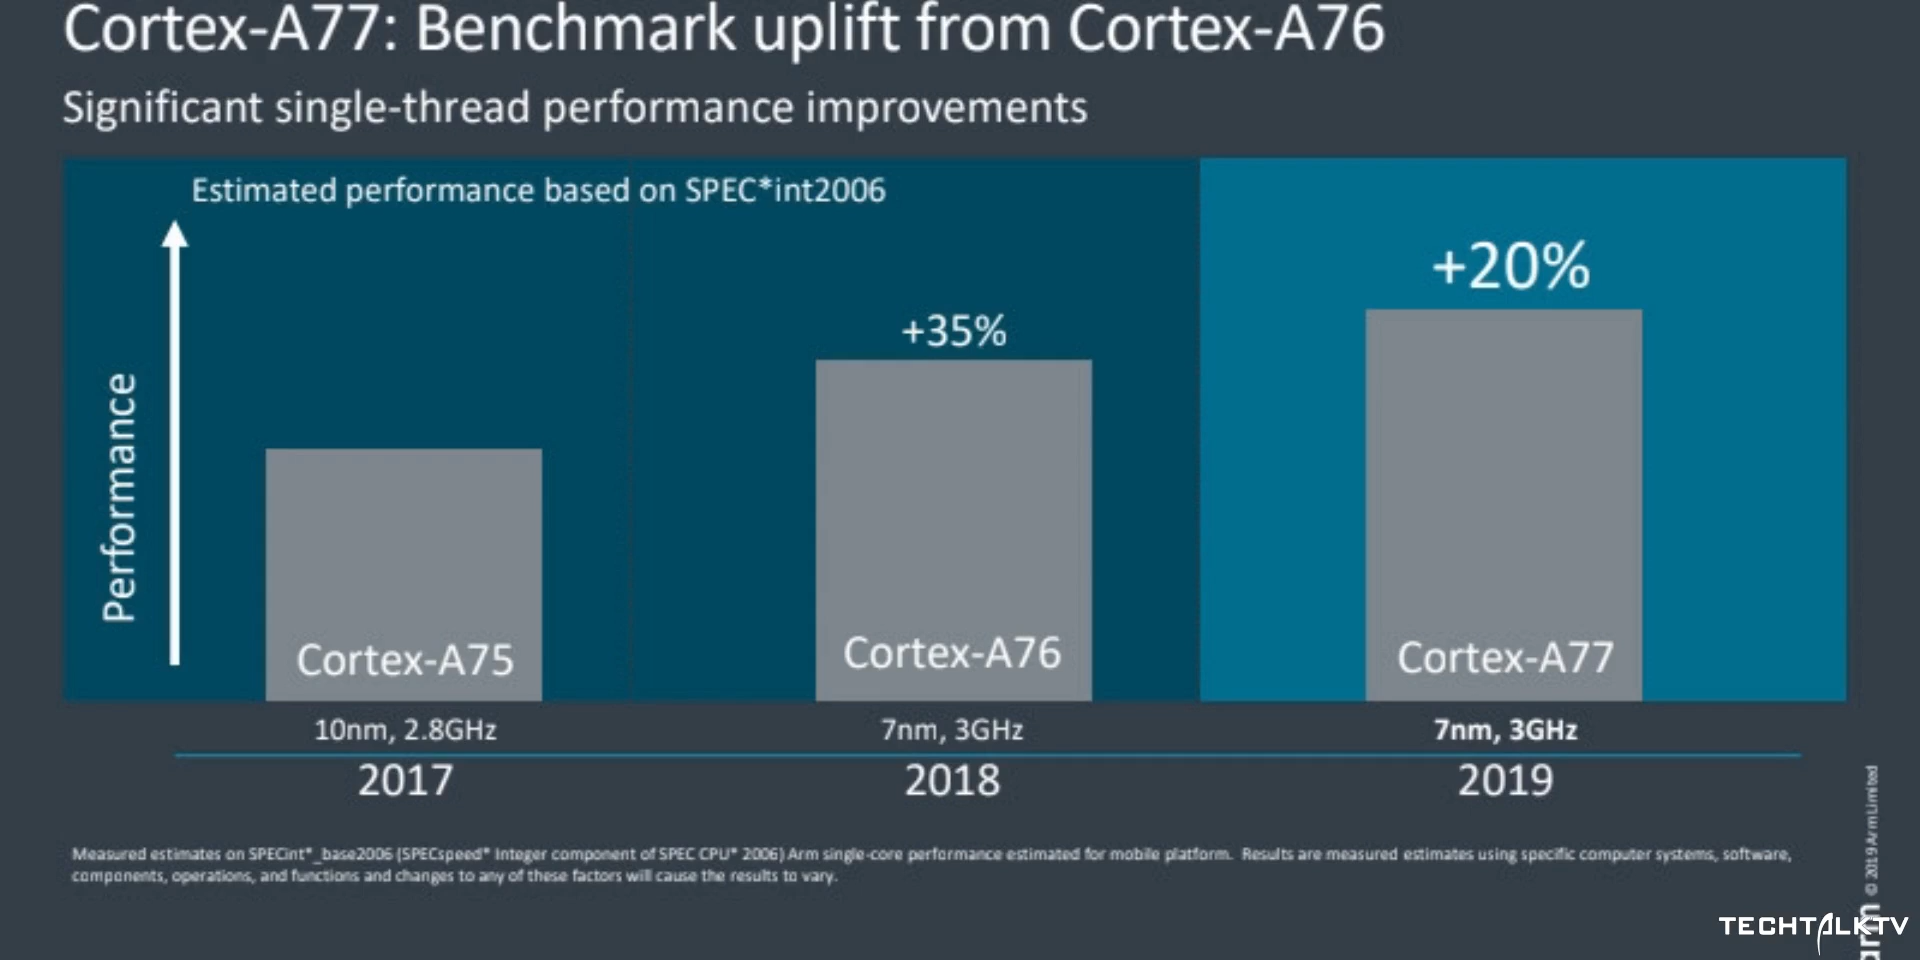 Cortex-A77: Benchmark uplift from Cortex-A76
Significant single-thread performance improvements
Estimated performance based on SPEC*int2006
Performance
+35%
+20%
Cortex-A75
Cortex-A76
Cortex-A77
10nm, 2.8GHz
7nm, 3GHz
7nm, 3GHz
2017
2018
2019
Measured estimates on SPECint*_base2006 (SPECspeed* Integer component of SPEC CPU* 2006) Arm single-core performance estimated for mobile platform. Results are measured estimates using specific computer systems, software,
components, operations, and functions and changes to any of these factors will cause the results to vary.
© 2019 Arm Limited
arm
TECHTALKTV